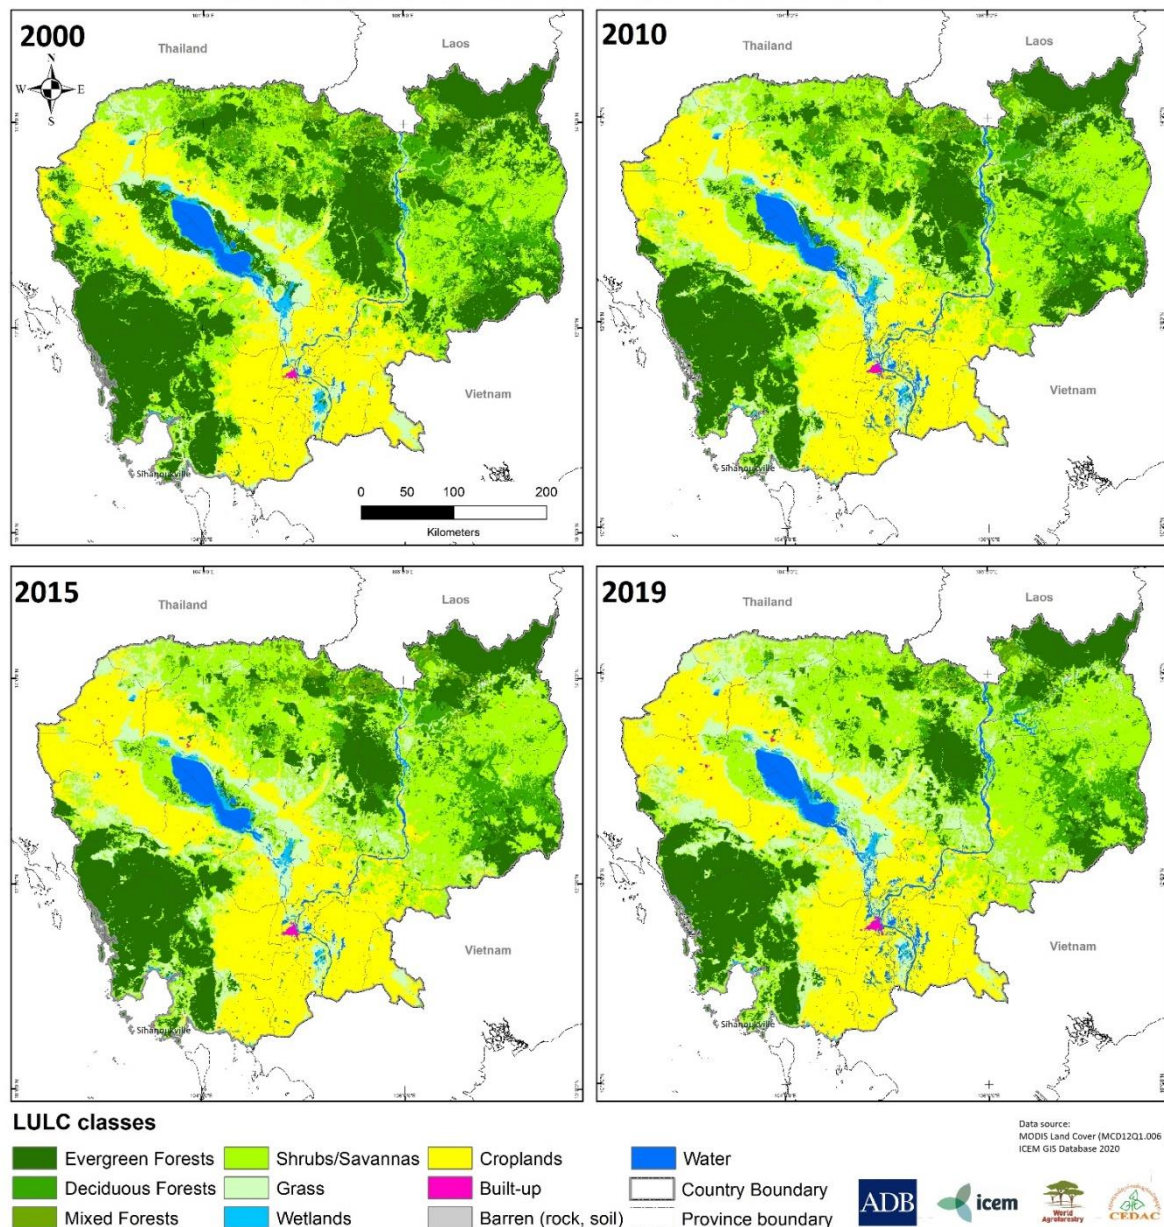 2000
Thailand
Laos
N
W
E
S
Vietnam
Sihanoukville
0 50 100 200
Kilometers
2010
Thailand
Laos
Vietnam
Sihanoukville
2015
Thailand
Laos
Vietnam
Sihanoukville
2019
Thailand
Laos
Vietnam
Sihanoukville
LULC classes
Evergreen Forests
Deciduous Forests
Mixed Forests
Shrubs/Savannas
Grass
Wetlands
Croplands
Built-up
Barren (rock, soil)
Water
Country Boundary
Province boundary
Data source:
MODIS Land Cover (MCD12Q1.006
ICEM GIS Database 2020
ADB
icem
World
Agroforestry
CEDAC